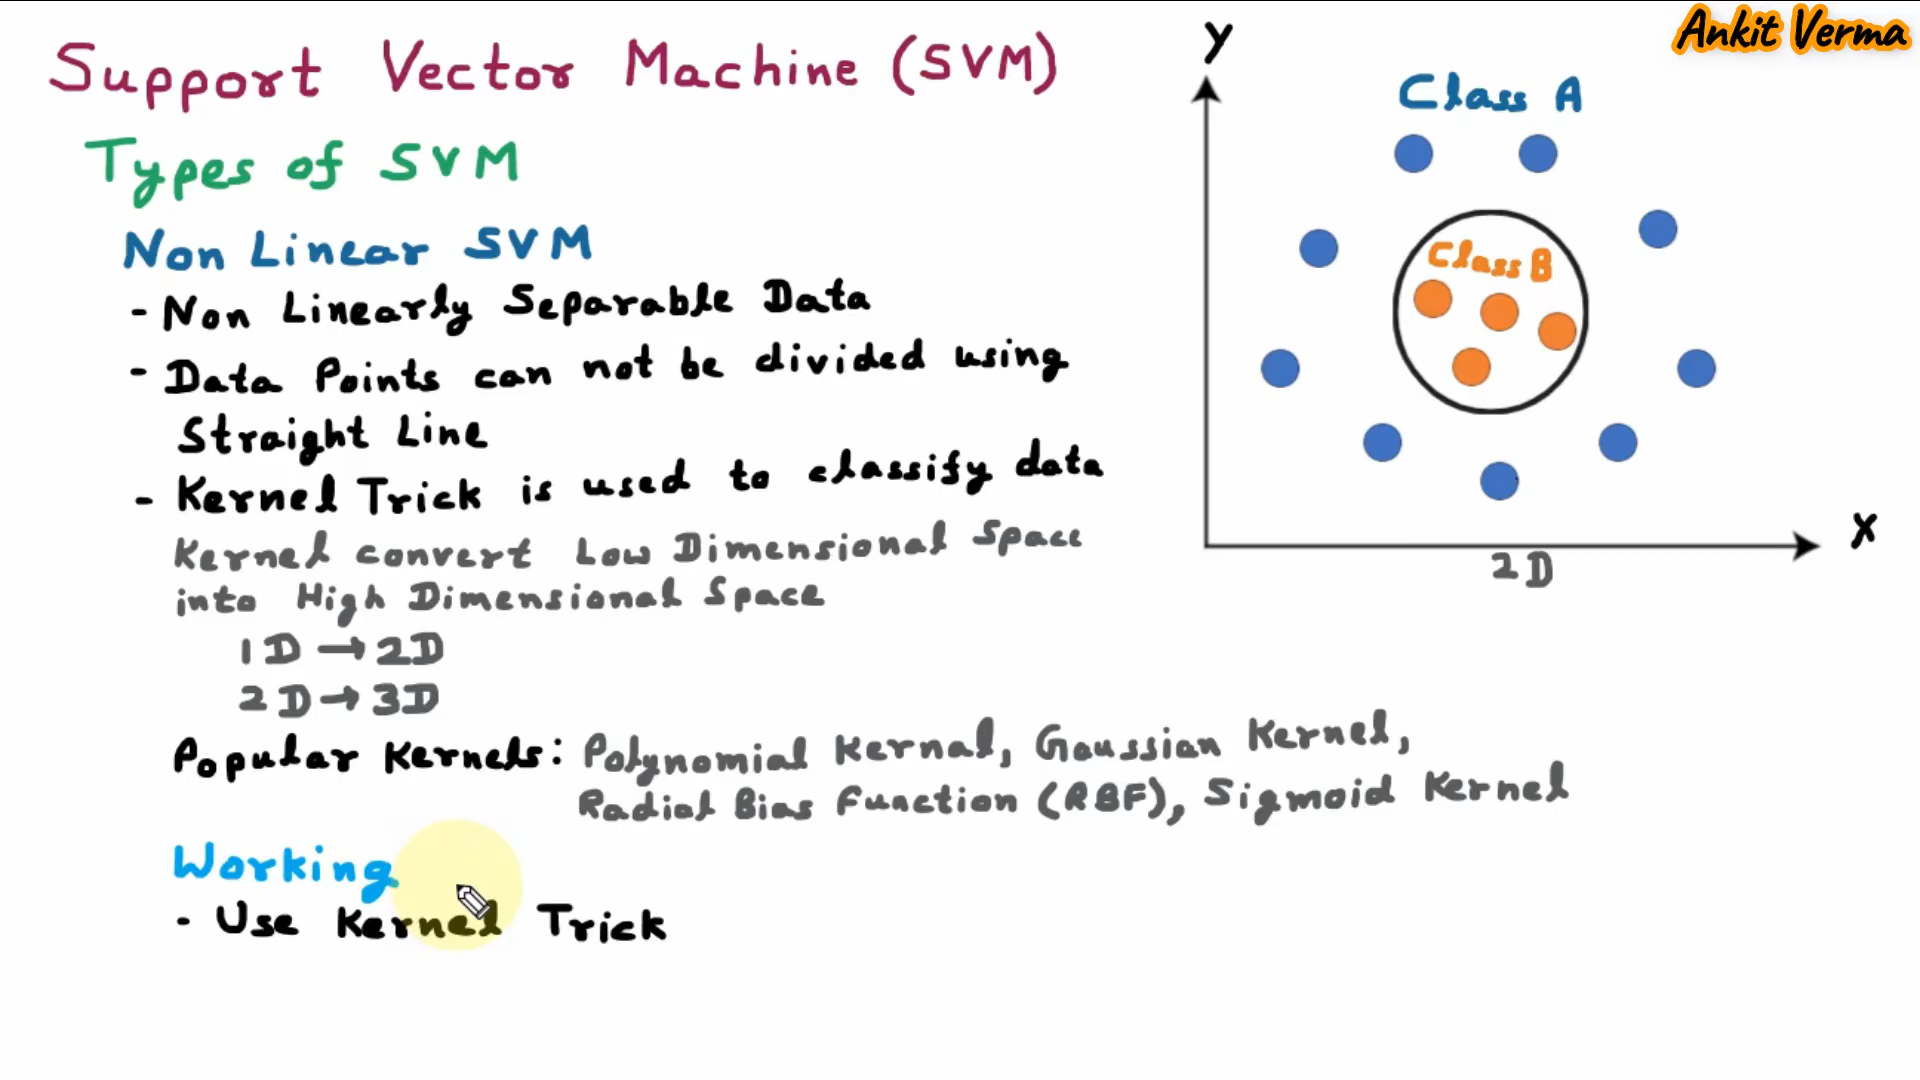 Ankit Verma
Support Vector Machine (SVM)
Types of SVM
Non Linear SVM
- Non Linearly Separable Data
- Data Points can not be divided using
Straight Line
- Kernel Trick is used to classify data
Kernel convert Low Dimensional Space
into High Dimensional Space
1D → 2D
2D → 3D
Popular Kernels: Polynomial Kernal, Gaussian Kernel,
Radial Bias Function (RBF), Sigmoid Kernel
Working
- Use Kernel Trick
Y
Class A
Class B
X
2D